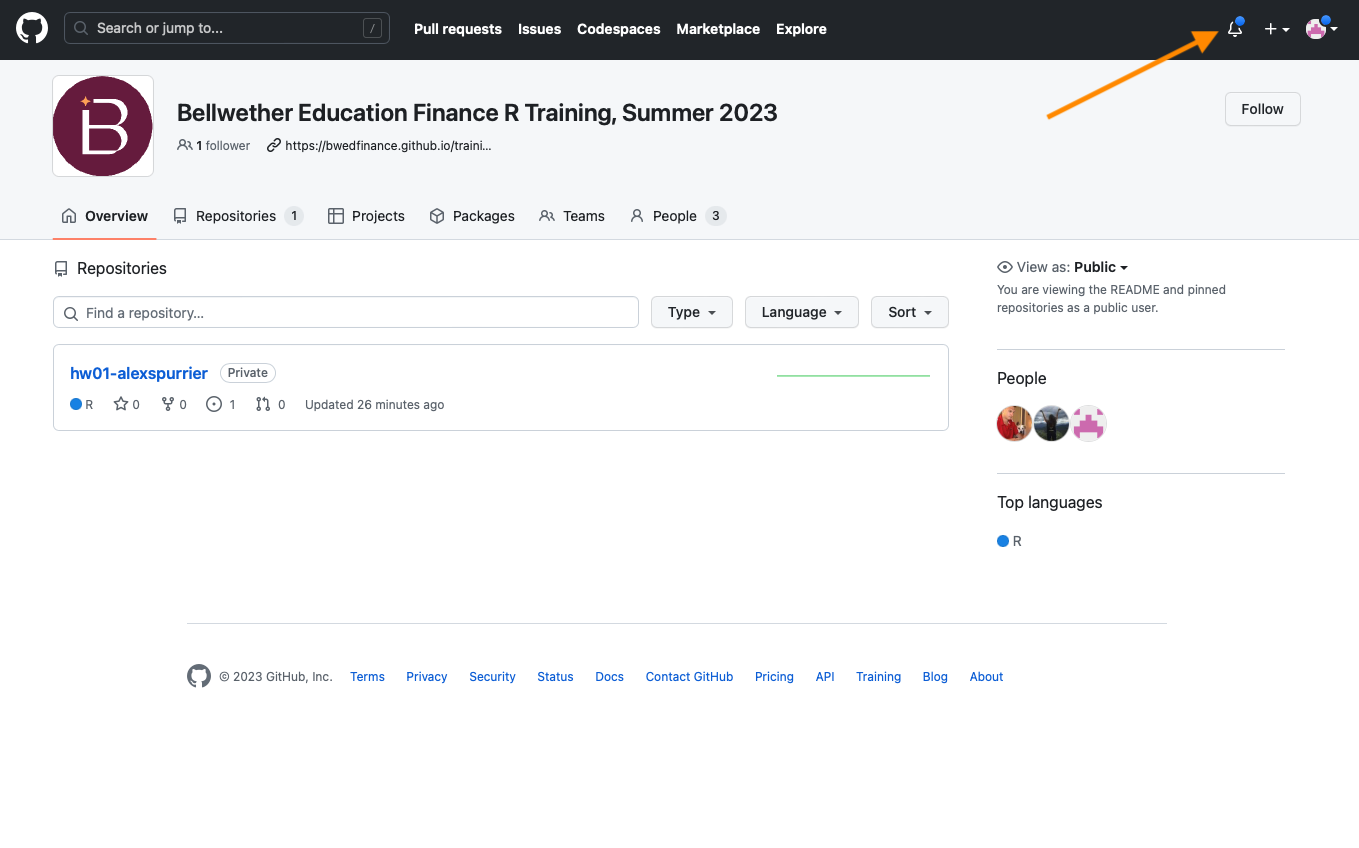 Search or jump to... / Pull requests Issues Codespaces Marketplace Explore
B
Bellwether Education Finance R Training, Summer 2023
Follow
1 follower https://bwedfinance.github.io/traini...
Overview Repositories 1 Projects Packages Teams People 3
Repositories
View as: Public
You are viewing the README and pinned
repositories as a public user.
Find a repository... Type Language Sort
hw01-alexspurrier Private
R 0 0 1 0 Updated 26 minutes ago
People
Top languages
R
© 2023 GitHub, Inc. Terms Privacy Security Status Docs Contact GitHub Pricing API Training Blog About